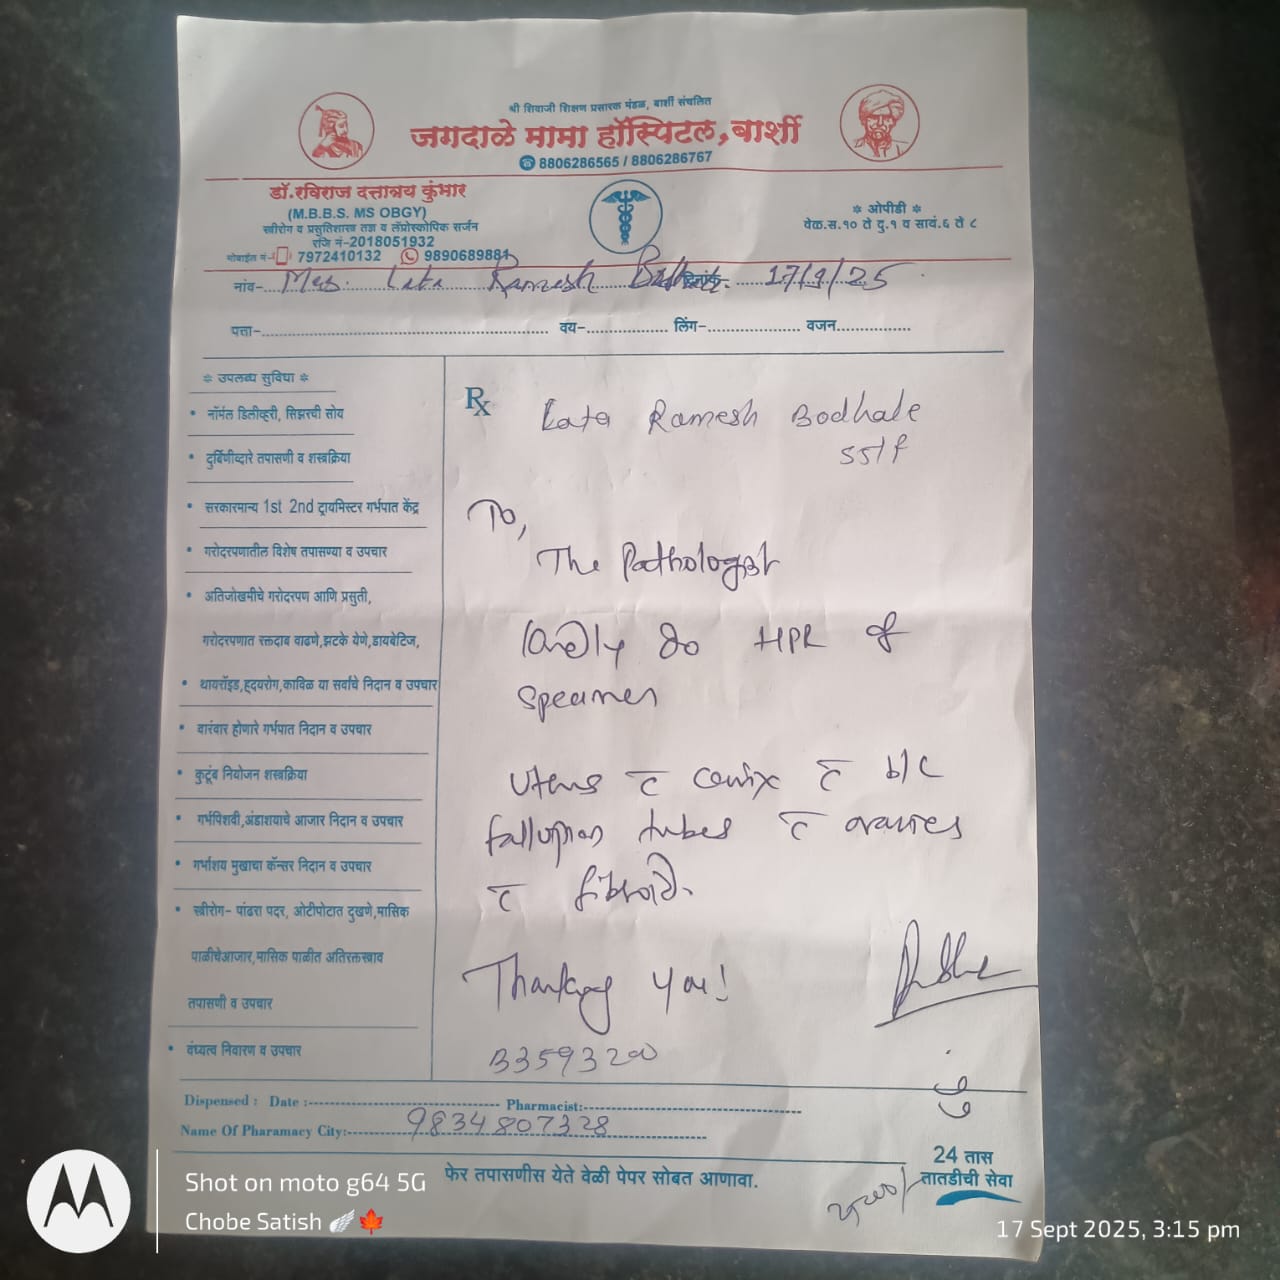 श्री शिवाजी शिक्षण प्रसारक मंडळ, बार्शी संचलित
जगदाळे मामा हॉस्पिटल, बार्शी
8806286565 / 8806286767
डॉ.रविराज दत्तात्रय कुंभार
(M.B.B.S. MS OBGY)
स्त्रीरोग व प्रसुतिशास्त्र तज्ञ व लॅप्रोस्कोपिक सर्जन
रजि नं-2018051932
मोबाईल नं- 7972410132 9890689881
* ओपीडी *
वेळ.स.१० ते दु.१ व सावं.६ ते ८
नांव- Mrs. Lata Ramesh 17/9/25
पत्ता- वय- लिंग- वजन
* उपलब्ध सुविधा *
• नॉर्मल डिलीव्हरी, सिझरची सोय
• दुर्बिणीव्दारे तपासणी व शस्त्रक्रिया
• सरकारमान्य 1st 2nd ट्रायमिस्टर गर्भपात केंद्र
• गरोदरपणातील विशेष तपासण्या व उपचार
• अतिजोखमीचे गरोदरपण आणि प्रसुती,
गरोदरपणात रक्तदाब वाढणे,झटके येणे,डायबेटिज,
• थायरॉइड,ह्दयरोग,काविळ या सर्वांचे निदान व उपचार
• वारंवार होणारे गर्भपात निदान व उपचार
• कुटूंब नियोजन शस्त्रक्रिया
• गर्भपिशवी,अंडाशयाचे आजार निदान व उपचार
• गर्भाशय मुखाचा कॅन्सर निदान व उपचार
• स्त्रीरोग- पांढरा पदर, ओटीपोटात दुखणे,मासिक
पाळीचेआजार,मासिक पाळीत अतिरक्तस्त्राव
तपासणी व उपचार
• वंध्यत्व निवारण व उपचार
Rx
Lata Ramesh Bodhale
55/F
To,
The Pathologist
Kindly do HPR of
specimen
Uterus c cervix c b/L
fallopian tubes c ovaries
c fibroid.
Thanking You!
Dispensed : Date : Pharmacist:
Name Of Pharamacy City: 9834807328
24 तास
तातडीची सेवा
फेर तपासणीस येते वेळी पेपर सोबत आणावा.
Shot on moto g64 5G
Chobe Satish
17 Sept 2025, 3:15 pm